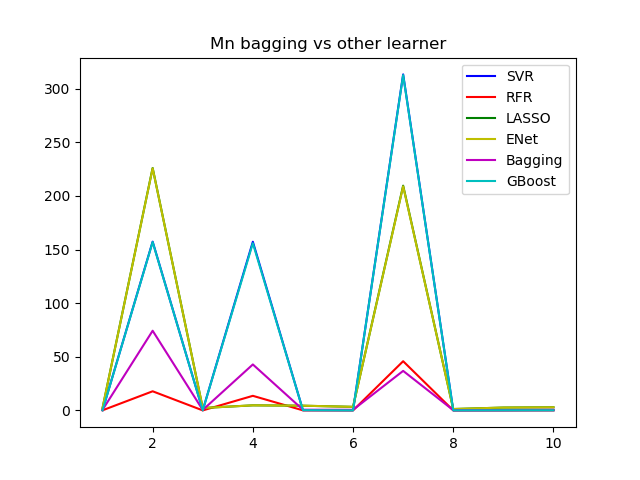 Mn bagging vs other learner
SVR
RFR
LASSO
ENet
Bagging
GBoost
300
250
200
150
100
50
0
2 4 6 8 10